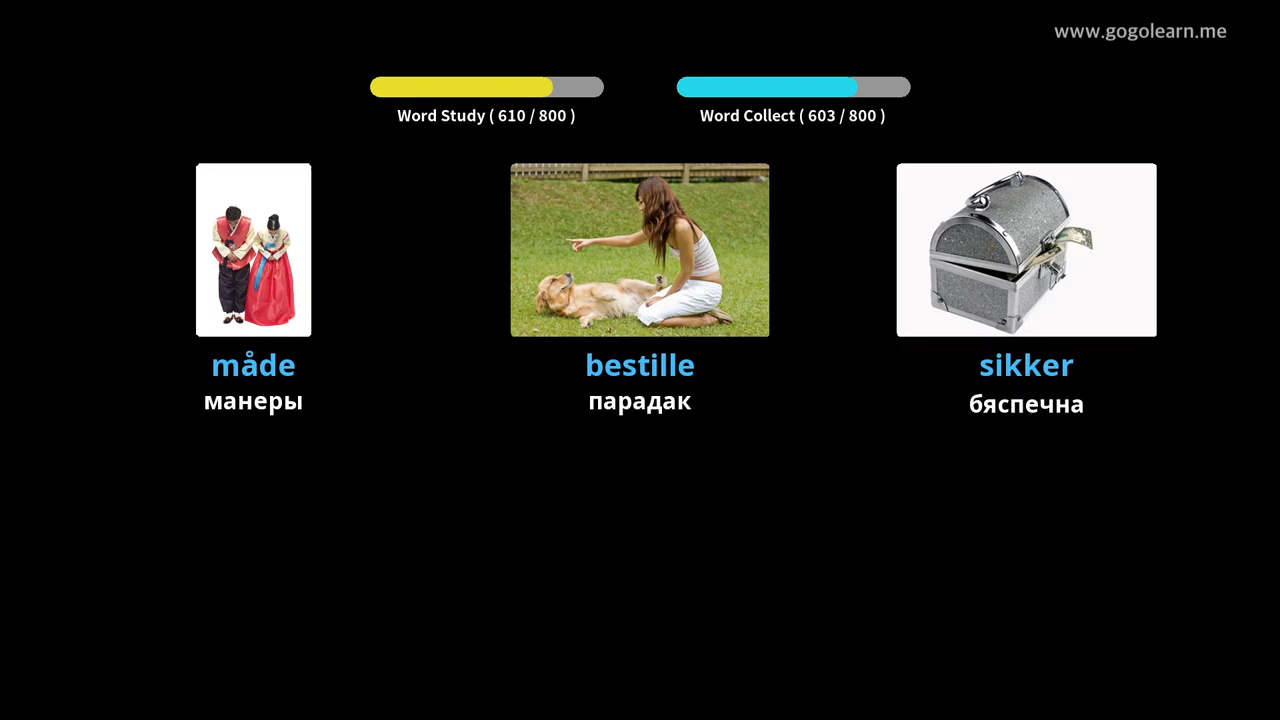 www.gogolearn.me
Word Study ( 610 / 800 )
Word Collect ( 603 / 800 )
måde
манеры
bestille
парадак
sikker
бяспечна